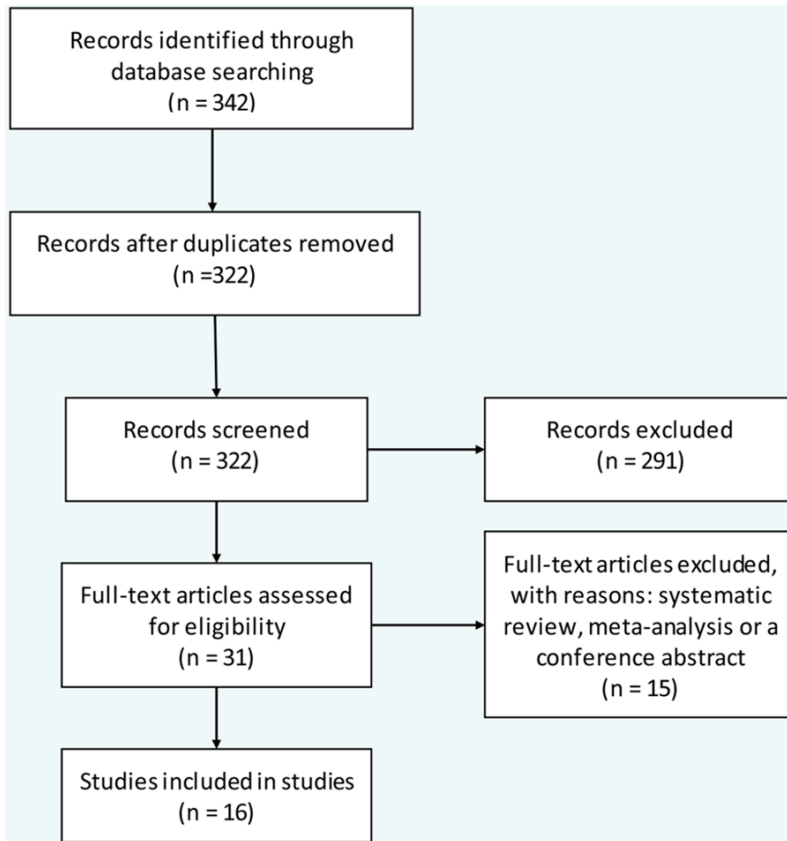 Records identified through
database searching
(n = 342)
Records after duplicates removed
(n =322)
Records screened
(n = 322)
Records excluded
(n = 291)
Full-text articles assessed
for eligibility
(n = 31)
Full-text articles excluded,
with reasons: systematic
review, meta-analysis or a
conference abstract
(n = 15)
Studies included in studies
(n = 16)